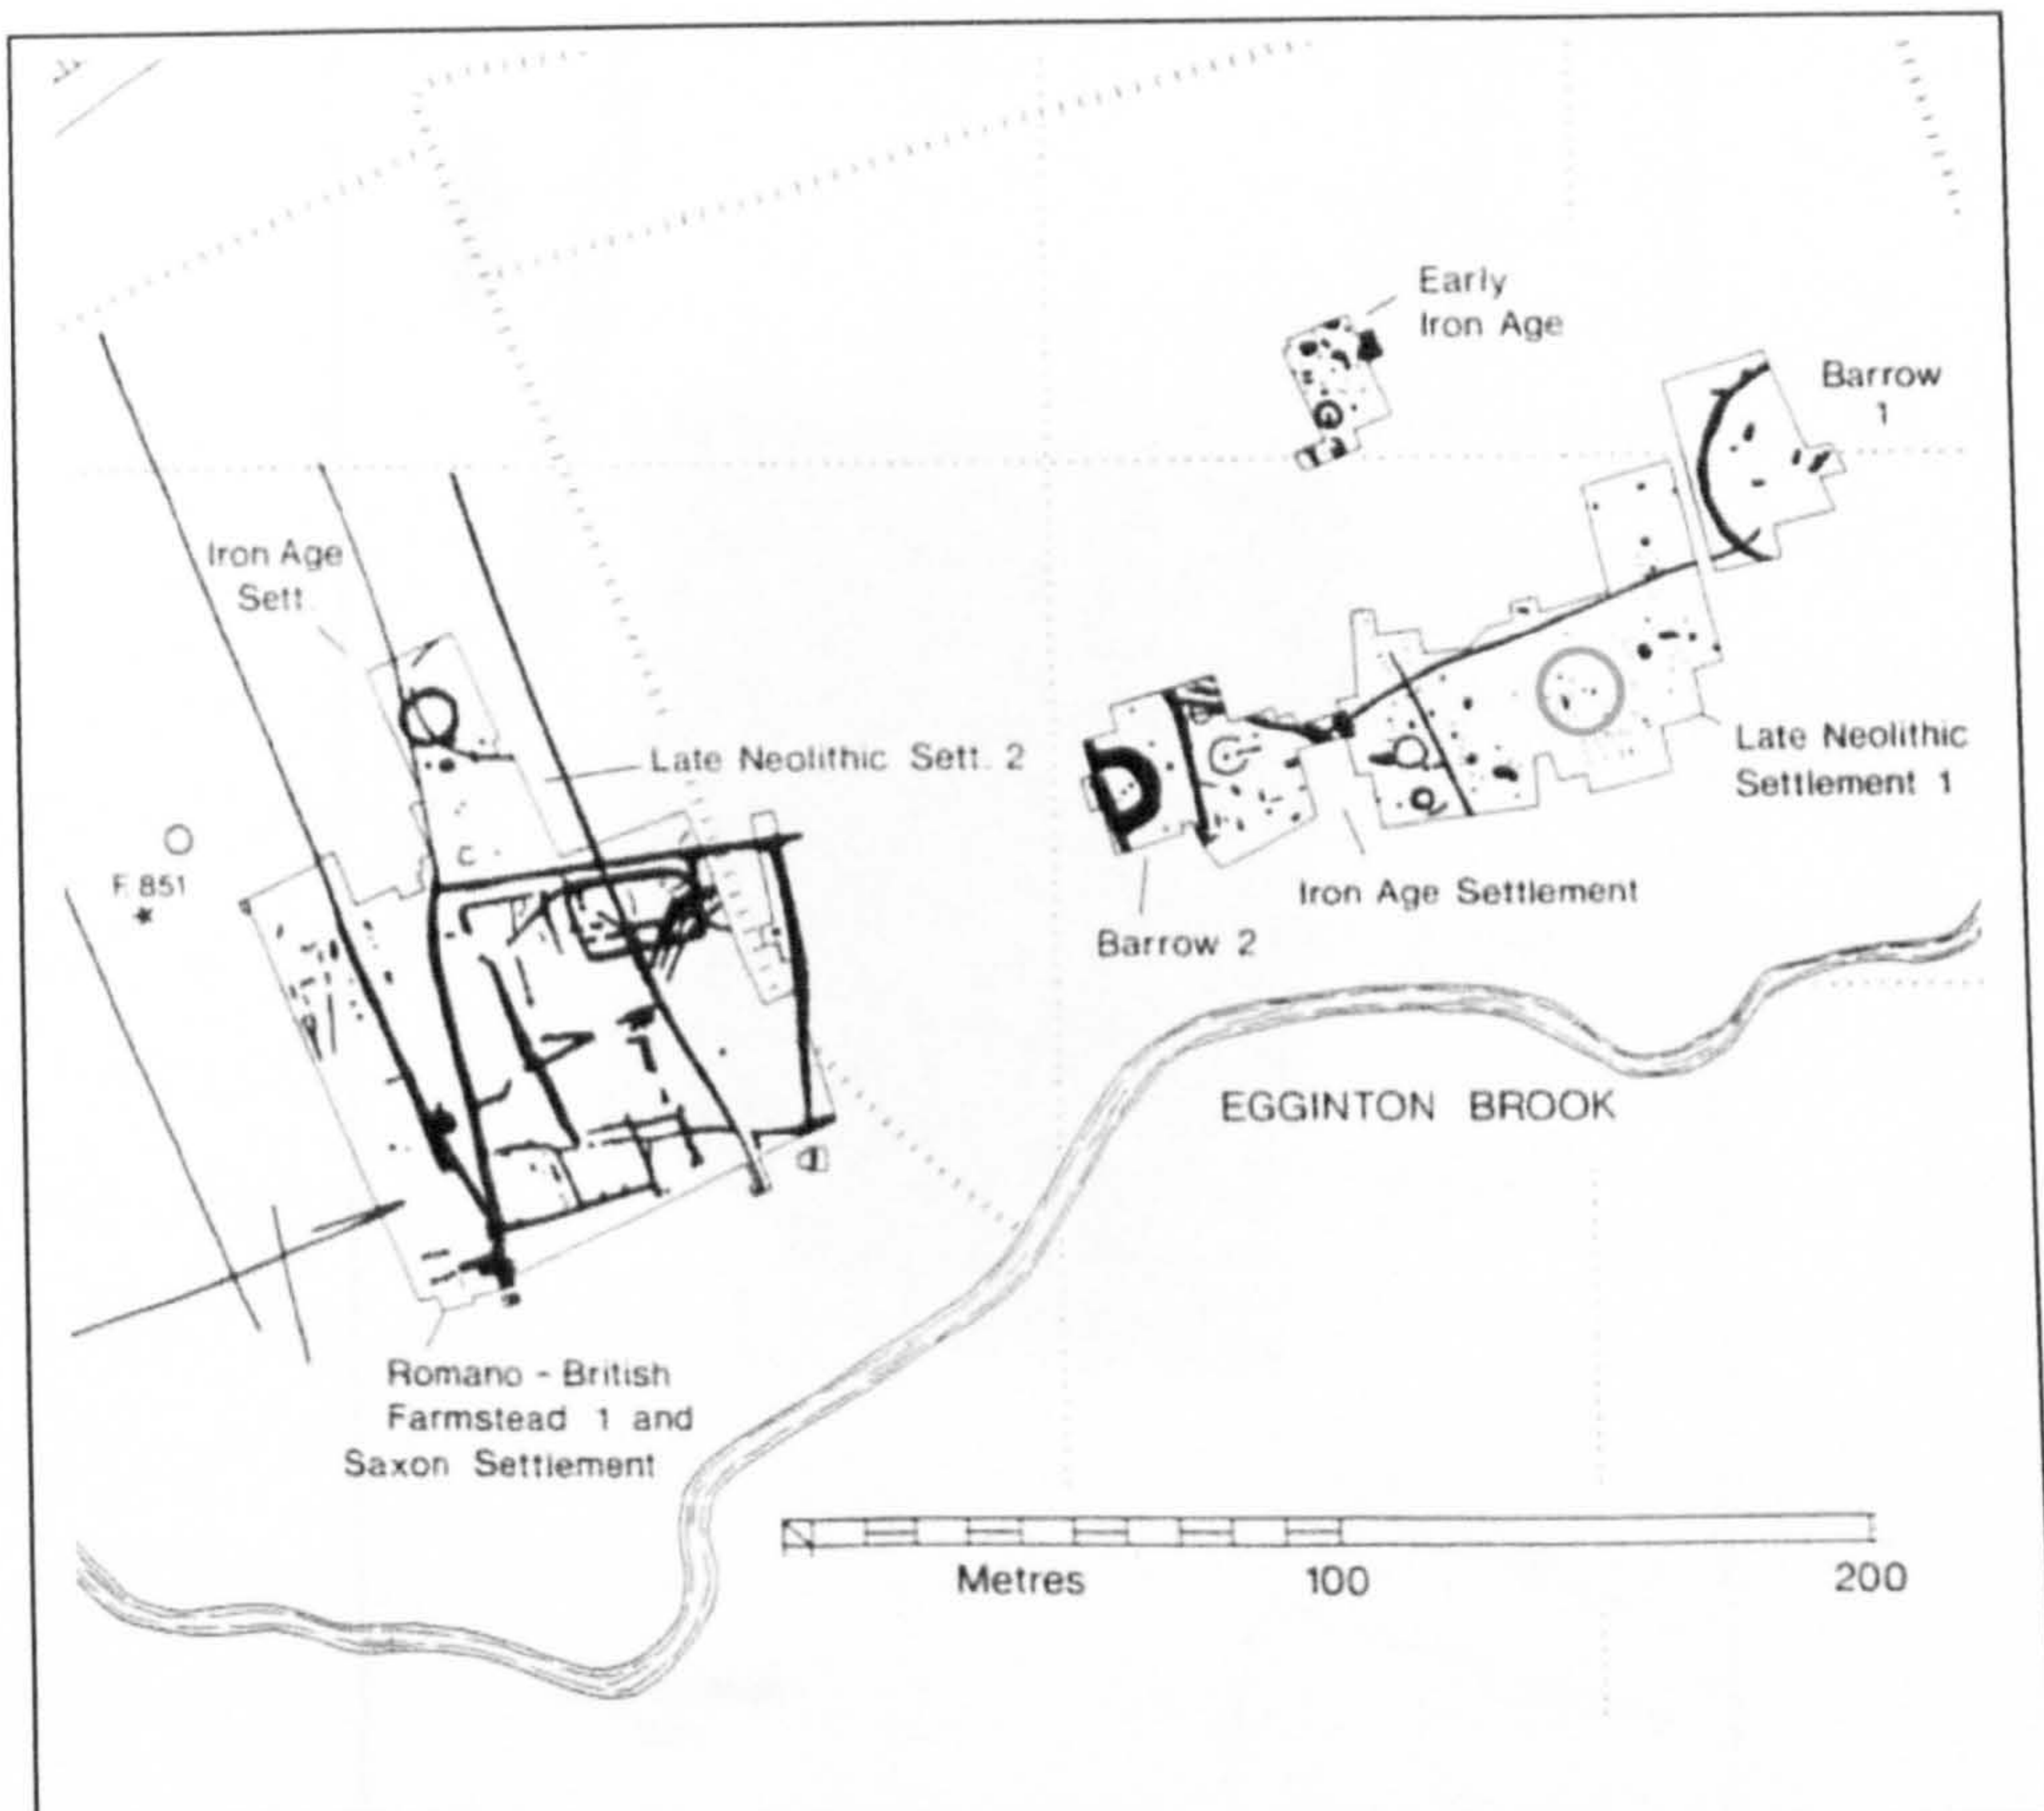 Early
Iron Age
Barrow
1
Iron Age
Sett.
Late Neolithic Sett. 2
Late Neolithic
Settlement 1
F. 851
Iron Age Settlement
Barrow 2
EGGINTON BROOK
Romano - British
Farmstead 1 and
Saxon Settlement
Metres 100 200